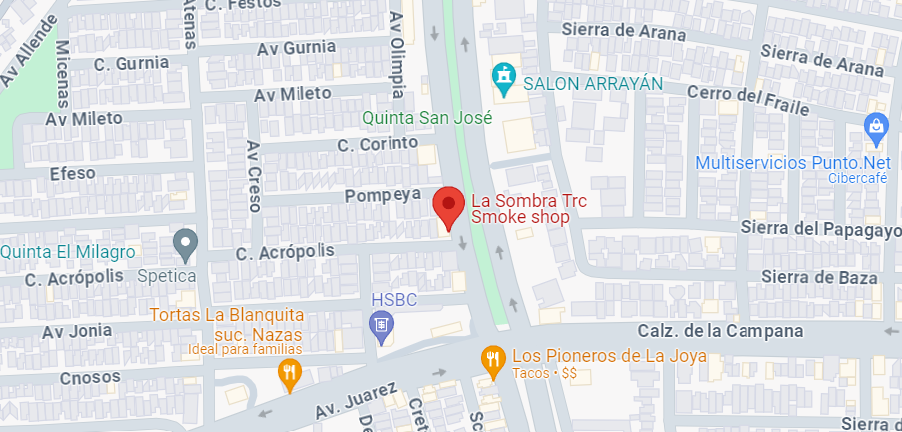 C. Festos
Atenas
Av Allende
Micenas
Av Gurnia
C. Gurnia
Av Olimpia
Sierra de Arana
Sierra de Arana
SALON ARRAYÁN
Av Mileto
Cerro del Fraile
Av Mileto
Quinta San José
C. Corinto
Av Creso
Multiservicios Punto.Net
Cibercafé
Efeso
Pompeya
La Sombra Trc
Smoke shop
Sierra del Papagayo
Quinta El Milagro
C. Acrópolis
C. Acrópolis
Spetica
Sierra de Baza
HSBC
Tortas La Blanquita
suc. Nazas
Ideal para familias
Av Jonia
Calz. de la Campana
Los Pioneros de La Joya
Tacos • $$
Cnosos
Av. Juarez
De
Cret
Sc
Sierra d